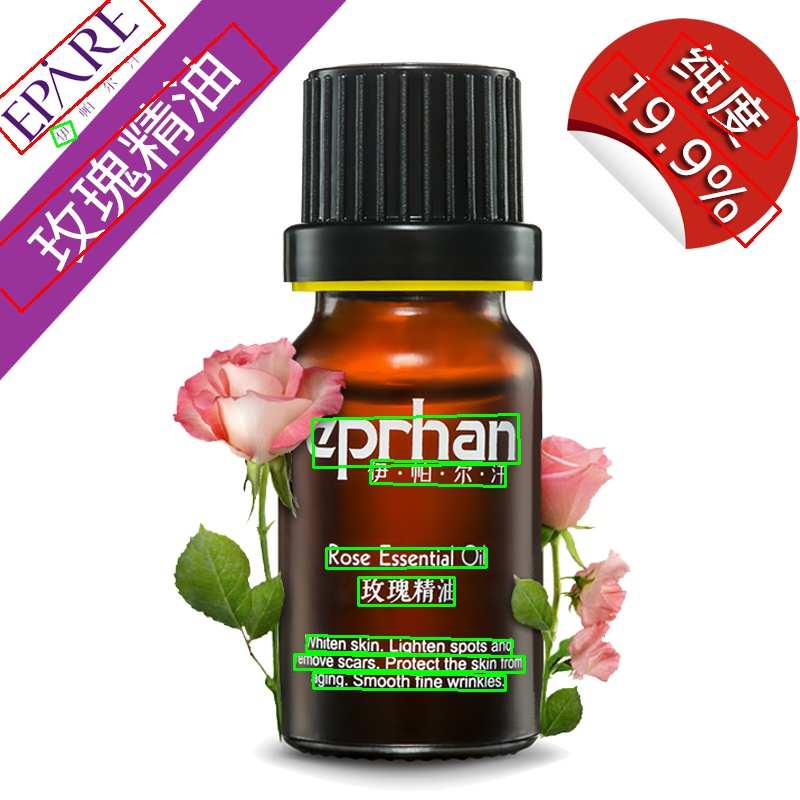 EPARE
伊帕尔汗
玫瑰精油
纯度
19.9%
eprhan
伊·帕·尔·汗
Rose Essential Oil
玫瑰精油
Whiten skin. Lighten spots and
remove scars. Protect the skin from
aging. Smooth fine wrinkles.